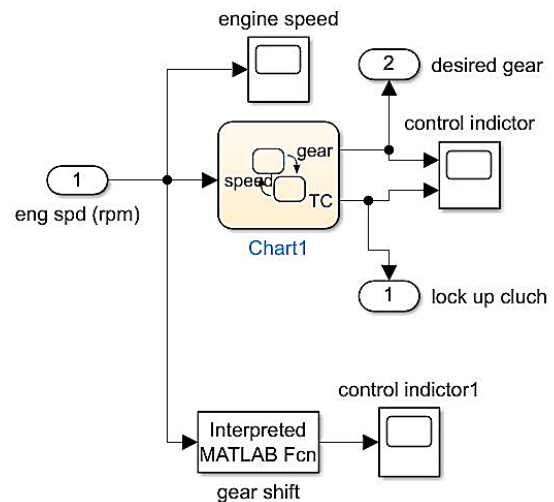 engine speed
2
desired gear
control indictor
gear
1
speed
TC
eng spd (rpm)
Chart1
1
lock up cluch
control indictor1
Interpreted
MATLAB Fcn
gear shift